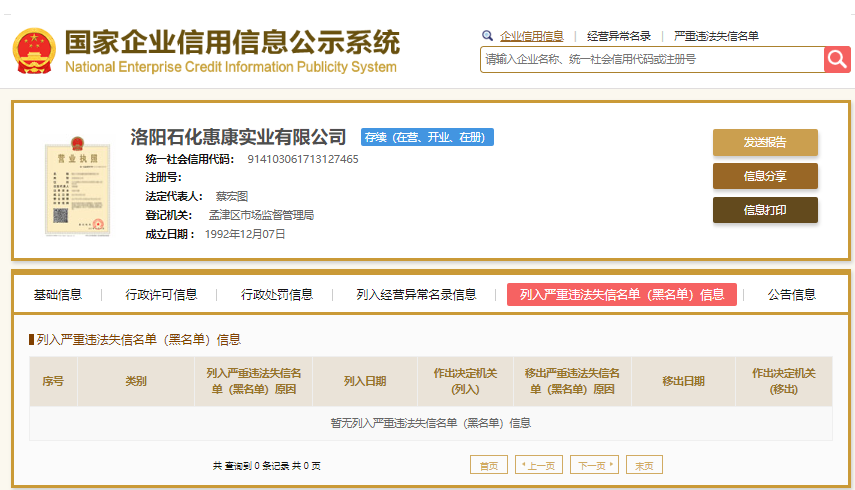 国家企业信用信息公示系统
National Enterprise Credit Information Publicity System
企业信用信息 | 经营异常名录 | 严重违法失信名单
请输入企业名称、统一社会信用代码或注册号
营业执照
洛阳石化惠康实业有限公司 存续（在营、开业、在册）
统一社会信用代码： 914103061713127465
注册号：
法定代表人： 蔡宏图
登记机关： 孟津区市场监督管理局
成立日期： 1992年12月07日
发送报告
信息分享
信息打印
基础信息 | 行政许可信息 | 行政处罚信息 | 列入经营异常名录信息 | 列入严重违法失信名单（黑名单）信息 | 公告信息
列入严重违法失信名单（黑名单）信息
序号 类别 列入严重违法失信名单（黑名单）原因 列入日期 作出决定机关(列入) 移出严重违法失信名单（黑名单）原因 移出日期 作出决定机关(移出)
暂无列入严重违法失信名单（黑名单）信息
共 查询到 0 条记录 共 0 页 首页 上一页 下一页 末页